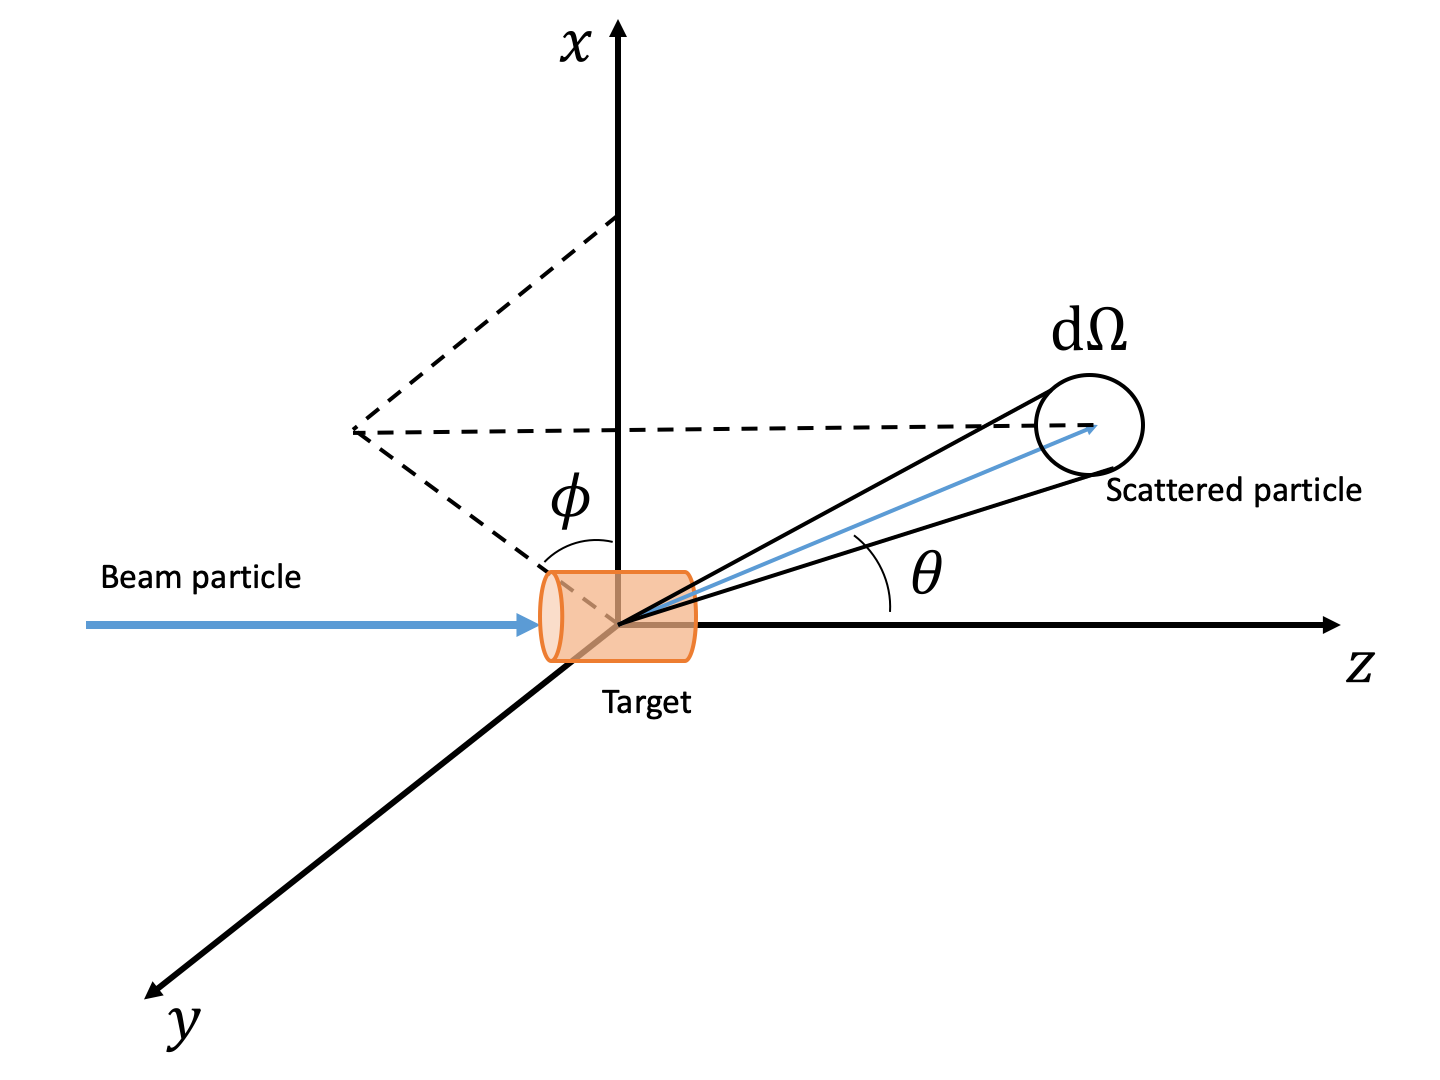 x
dΩ
ϕ
Scattered particle
Beam particle
θ
z
Target
y